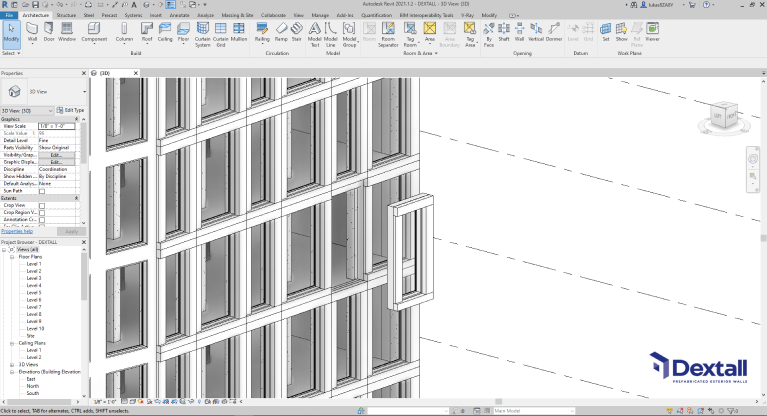 Autodesk Revit 2021.1.2 - DEXTALL - 3D View: {3D}
File Architecture Structure Steel Precast Systems Insert Annotate Analyze Massing & Site Collaborate View Manage Add-Ins Quantification BIM Interoperability Tools Modify
Modify Wall Door Window Component Column Roof Ceiling Floor Curtain System Curtain Grid Mullion Railing Ramp Stair Model Text Model Line Model Group Room Room Separator Tag Room Area Area Boundary Tag Area By Face Shaft Wall Vertical Dormer Level Grid Set Show Ref Plane Viewer
Select Build Circulation Model Room & Area Opening Datum Work Plane
Properties
{3D}
3D View
3D View: {3D}
Edit Type
Graphics
View Scale 1/8" = 1'-0"
Scale Value 1: 96
Detail Level Fine
Parts Visibility Show Original
Visibility/Grap... Edit...
Graphic Displa... Edit...
Discipline Coordination
Show Hidden ... By Discipline
Default Analys... None
Sun Path
Extents
Crop View
Crop Region V...
Annotation Cr...
Properties help Apply
Project Browser - DEXTALL
Views (all)
Floor Plans
Level 1
Level 2
Level 3
Level 4
Level 5
Level 6
Level 7
Level 8
Level 9
Level 10
Site
Ceiling Plans
Level 1
Level 2
3D Views
Elevations (Building Elevation
East
North
South
Dextall
PREFABRICATED EXTERIOR WALLS
1/8" = 1'-0"
Click to select, TAB for alternates, CTRL adds, SHIFT unselects.
:0
Main Model